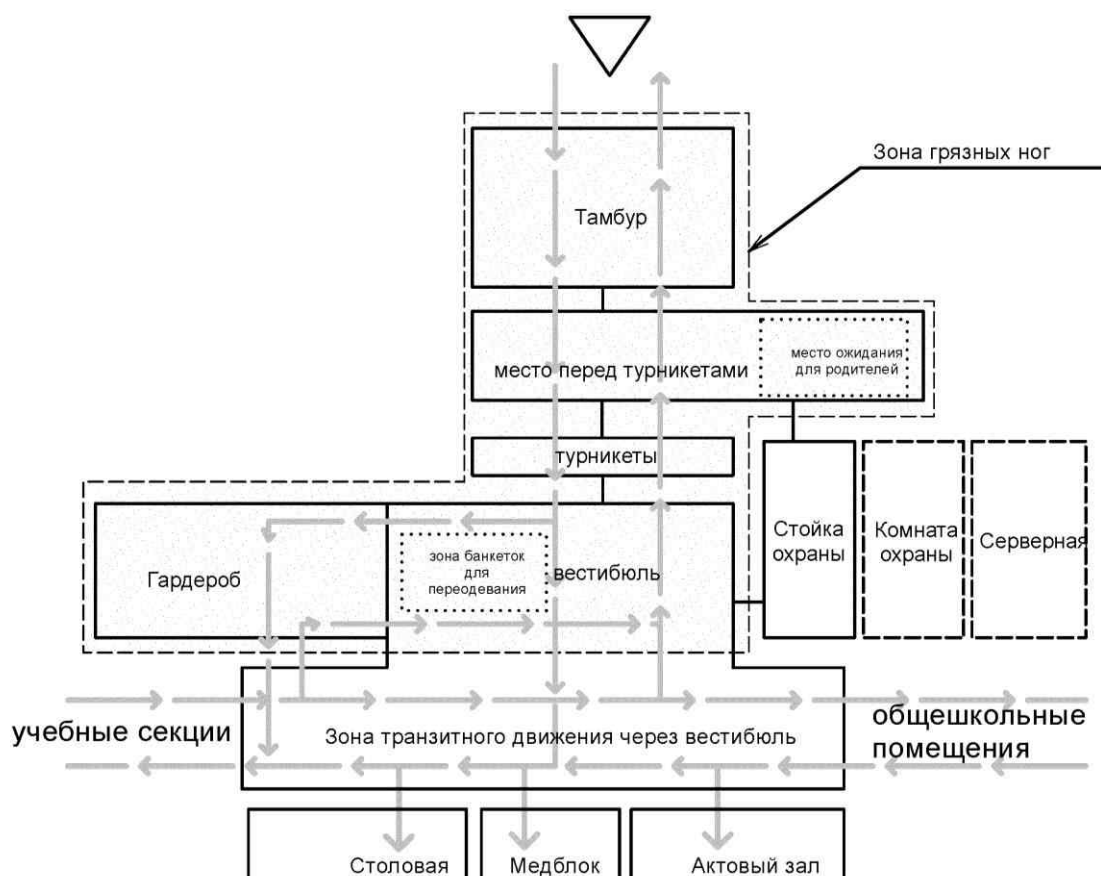 Зона грязных ног
Тамбур
место ожидания
для родителей
место перед турникетами
турникеты
Стойка
охраны
Комната
охраны
Серверная
Гардероб
зона банкеток
для
переодевания
вестибюль
учебные секции
общешкольные
помещения
Зона транзитного движения через вестибюль
Столовая
Медблок
Актовый зал